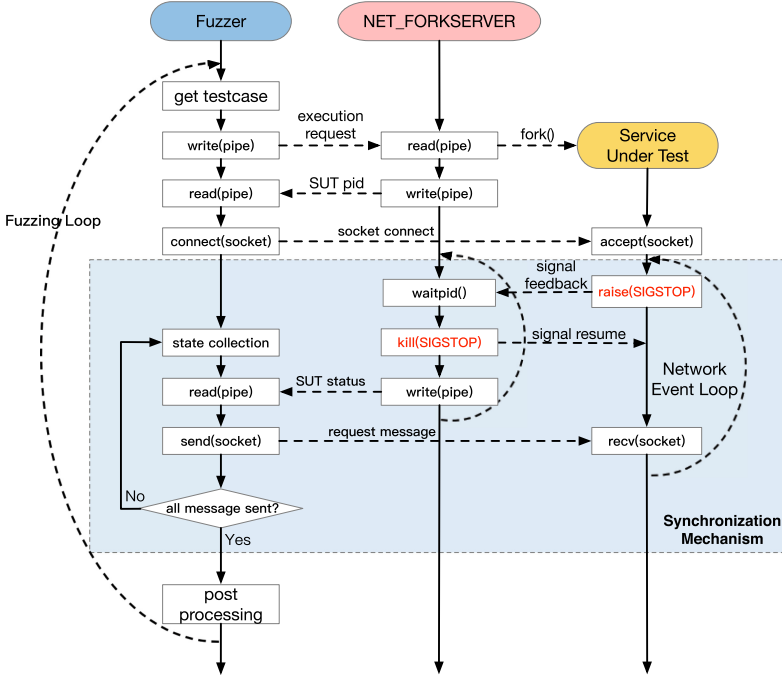 Fuzzer
NET_FORKSERVER
get testcase
execution
request
fork()
Service
Under Test
write(pipe)
read(pipe)
SUT pid
read(pipe)
write(pipe)
Fuzzing Loop
connect(socket)
socket connect
accept(socket)
signal
feedback
waitpid()
raise(SIGSTOP)
state collection
kill(SIGSTOP)
signal resume
Network
Event Loop
read(pipe)
SUT status
write(pipe)
send(socket)
request message
recv(socket)
No
all message sent?
Yes
Synchronization
Mechanism
post
processing